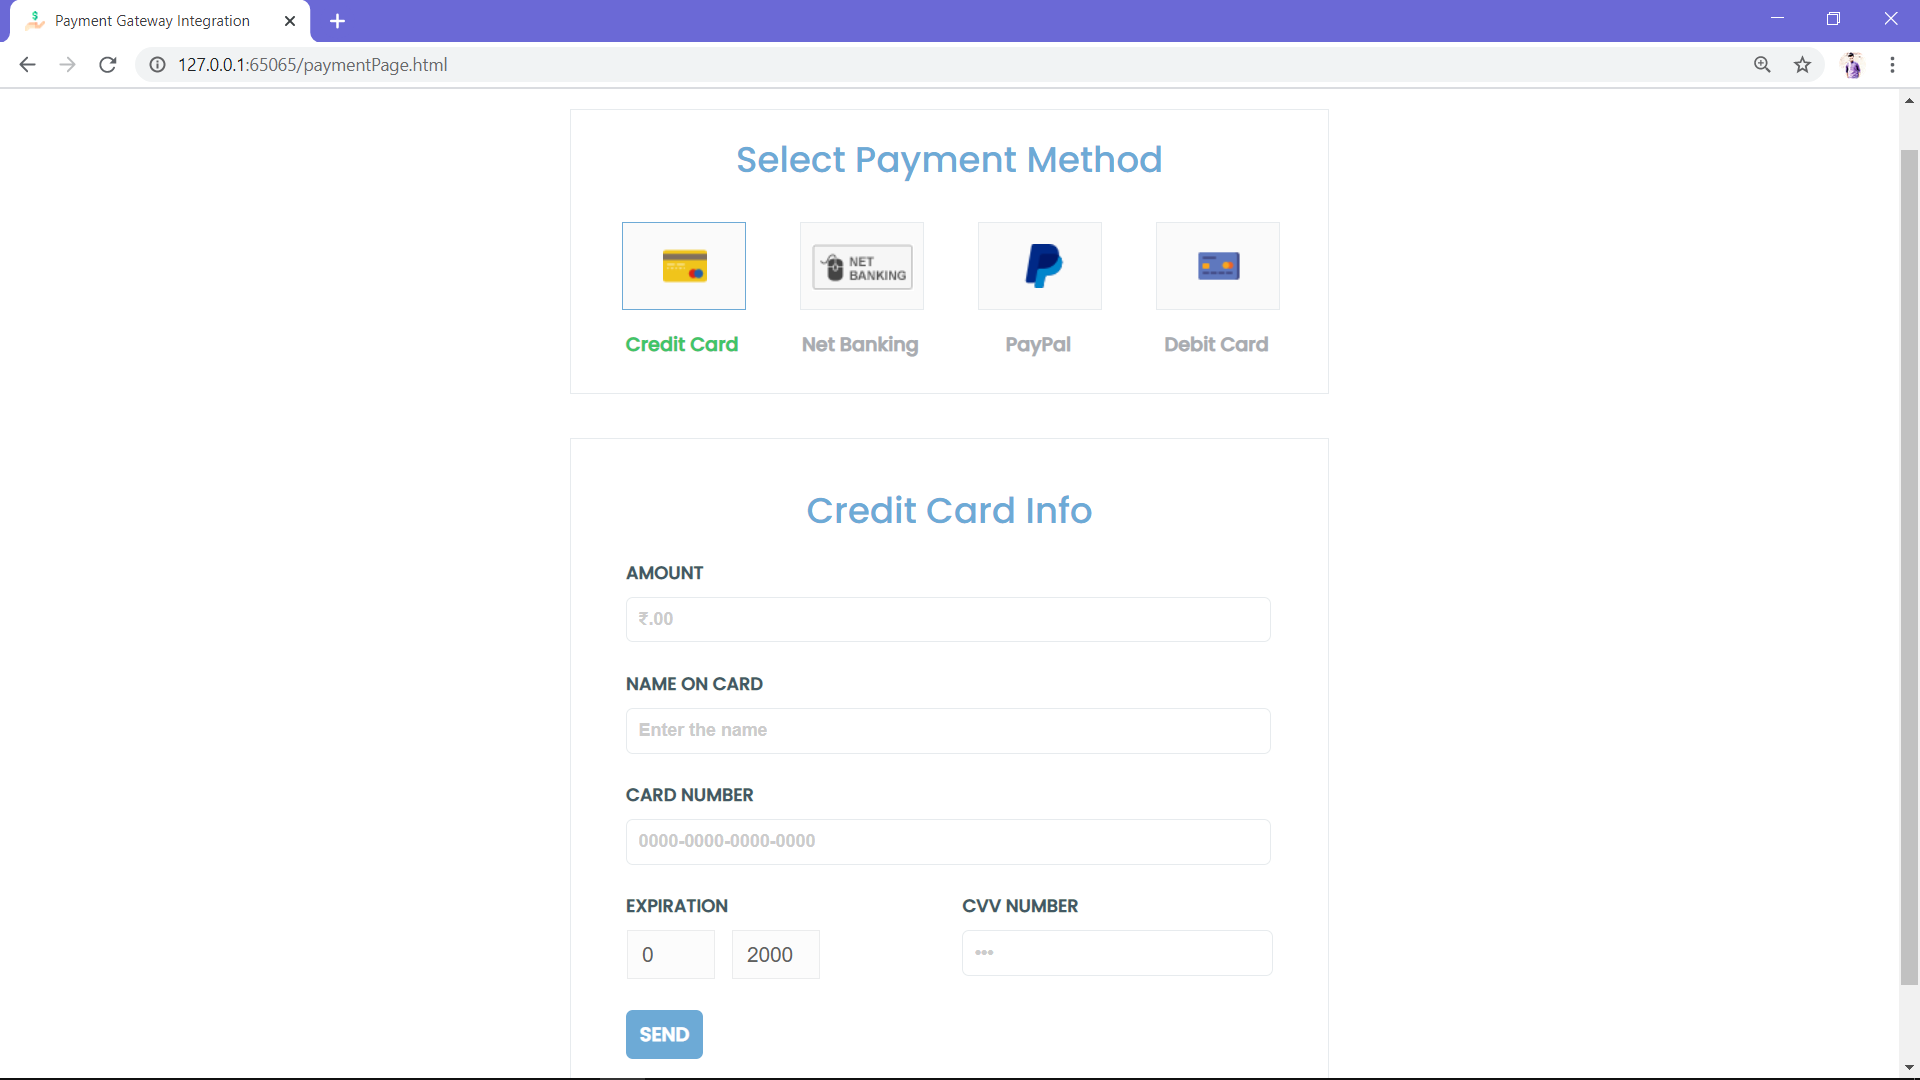 Payment Gateway Integration
127.0.0.1:65065/paymentPage.html
Select Payment Method
NET
BANKING
Credit Card Net Banking PayPal Debit Card
Credit Card Info
AMOUNT
₹.00
NAME ON CARD
Enter the name
CARD NUMBER
0000-0000-0000-0000
EXPIRATION CVV NUMBER
0 2000 •••
SEND